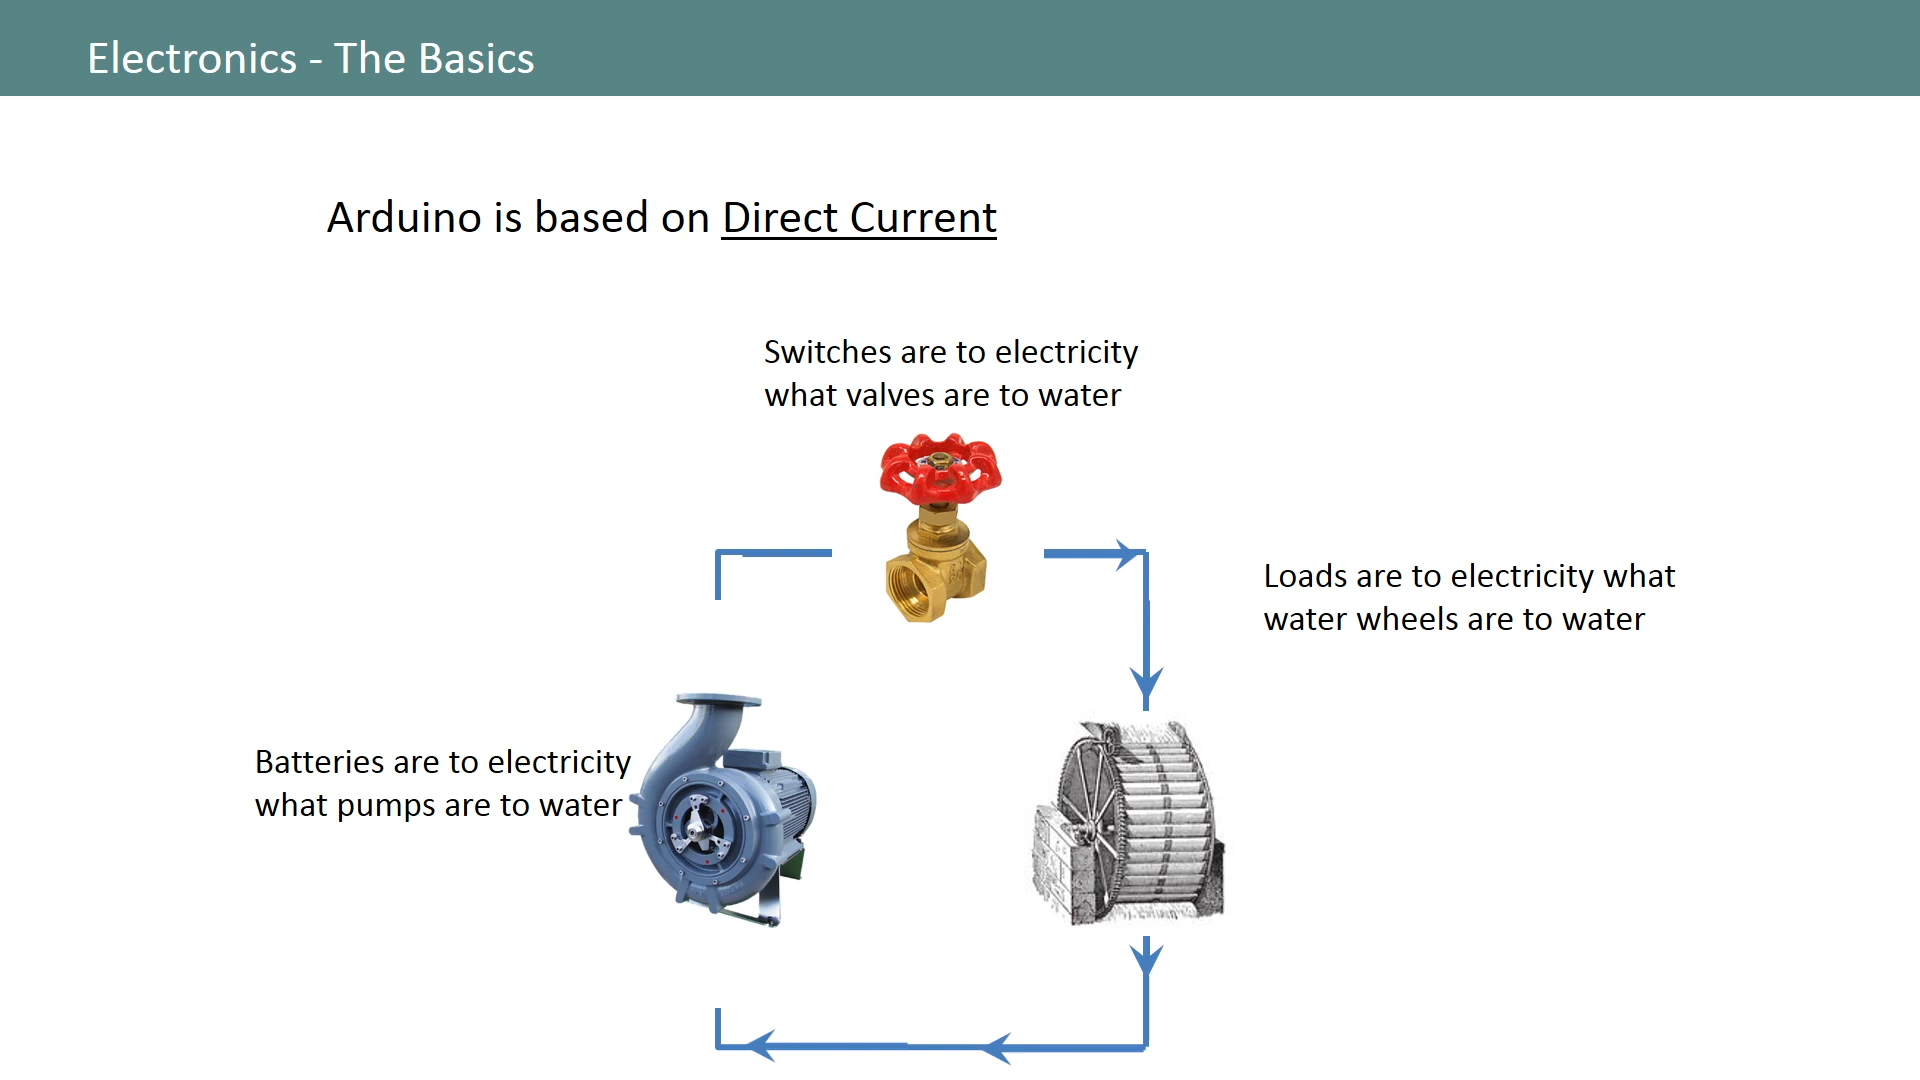 Electronics - The Basics
Arduino is based on Direct Current
Switches are to electricity
what valves are to water
Loads are to electricity what
water wheels are to water
Batteries are to electricity
what pumps are to water